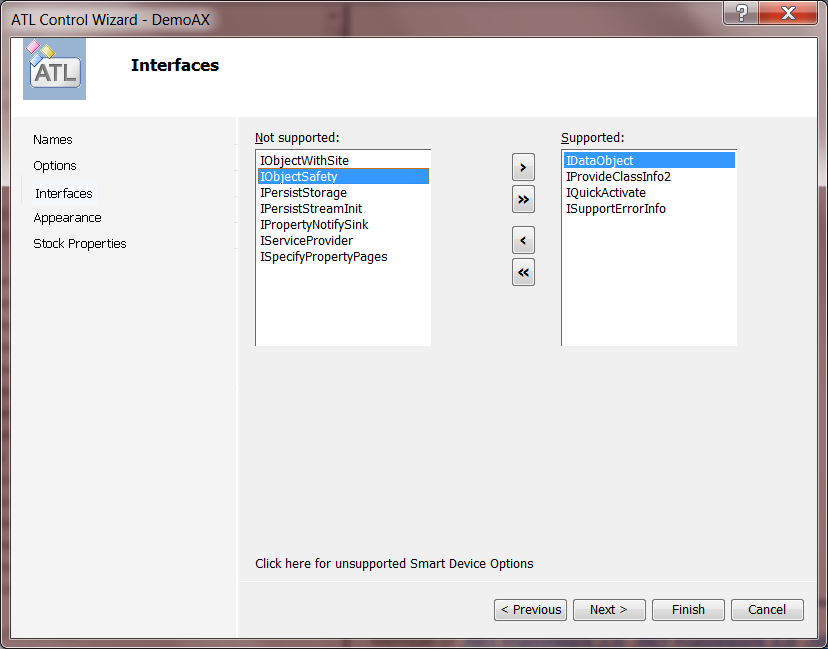 ATL Control Wizard - DemoAX
?
X
ATL
Interfaces
Names
Options
Interfaces
Appearance
Stock Properties
Not supported:
IObjectWithSite
IObjectSafety
IPersistStorage
IPersistStreamInit
IPropertyNotifySink
IServiceProvider
ISpecifyPropertyPages
>
>>
<
<<
Supported:
IDataObject
IProvideClassInfo2
IQuickActivate
ISupportErrorInfo
Click here for unsupported Smart Device Options
< Previous
Next >
Finish
Cancel